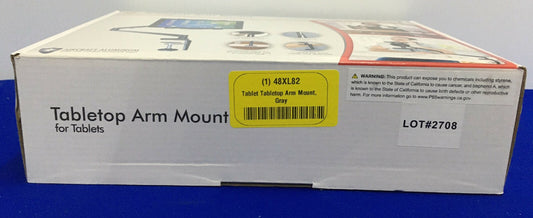 (1) 48XL82
Tablet Tabletop Arm Mount,
Gray
Tabletop Arm Mount
for Tablets
WARNING: This product can expose you to chemicals including styrene,
which is known to the State of California to cause cancer, and bisphenol A, which
is known to the State of California to cause birth defects or other reproductive
harm. For more information go to www.P65warnings.ca.gov.
LOT#2708